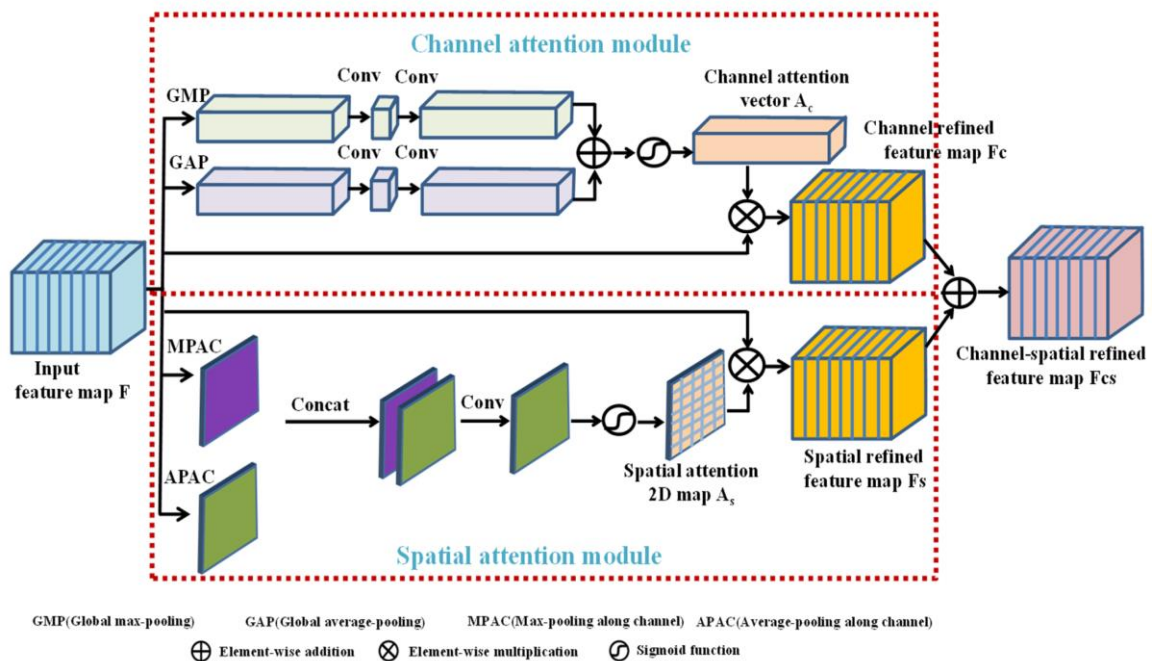 Channel attention module
Conv Conv
GMP
Channel attention
vector Ac
Channel refined
feature map Fc
Conv Conv
GAP
Input
feature map F
MPAC
Concat
Conv
APAC
Spatial attention
2D map As
Spatial refined
feature map Fs
Channel-spatial refined
feature map Fcs
Spatial attention module
GMP(Global max-pooling) GAP(Global average-pooling) MPAC(Max-pooling along channel) APAC(Average-pooling along channel)
Element-wise addition Element-wise multiplication Sigmoid function